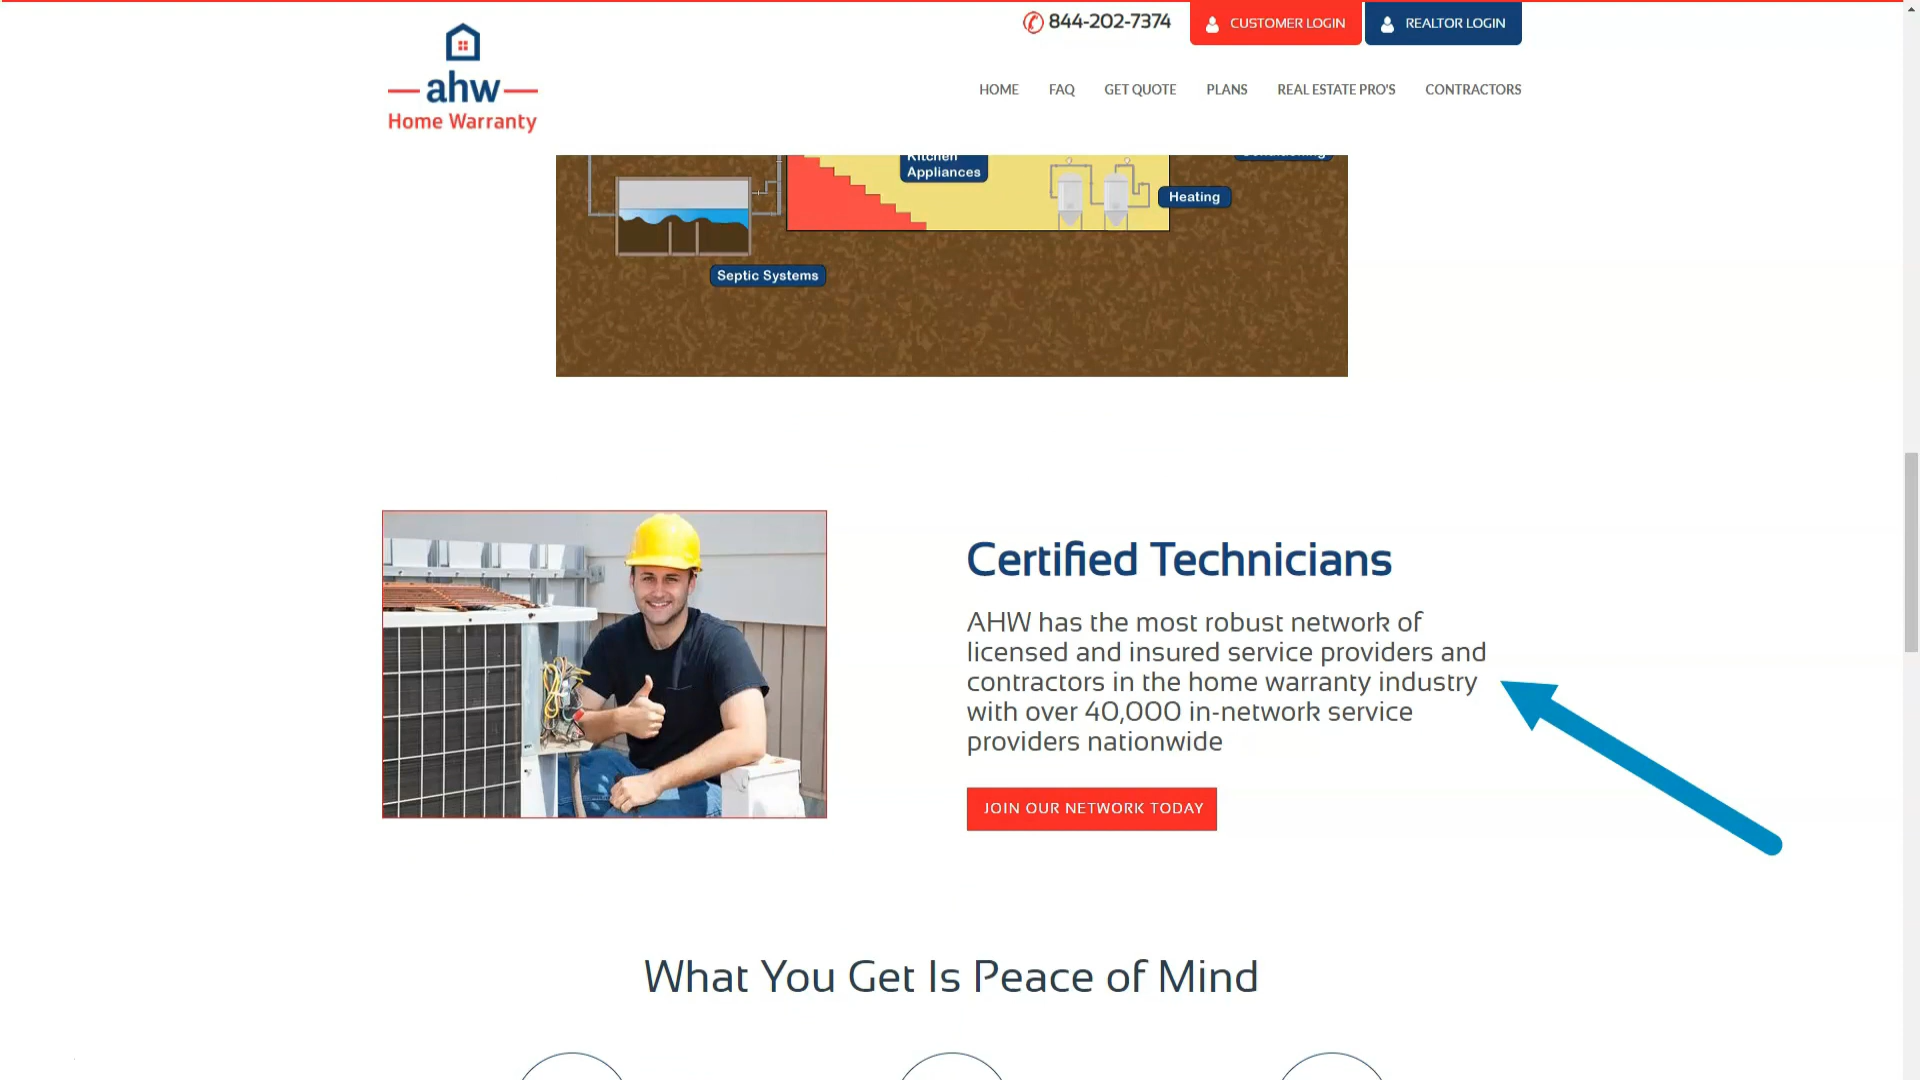 844-202-7374
CUSTOMER LOGIN
REALTOR LOGIN
ahw
Home Warranty
HOME
FAQ
GET QUOTE
PLANS
REAL ESTATE PRO'S
CONTRACTORS
Kitchen
Appliances
Heating
Septic Systems
Certified Technicians
AHW has the most robust network of
licensed and insured service providers and
contractors in the home warranty industry
with over 40,000 in-network service
providers nationwide
JOIN OUR NETWORK TODAY
What You Get Is Peace of Mind